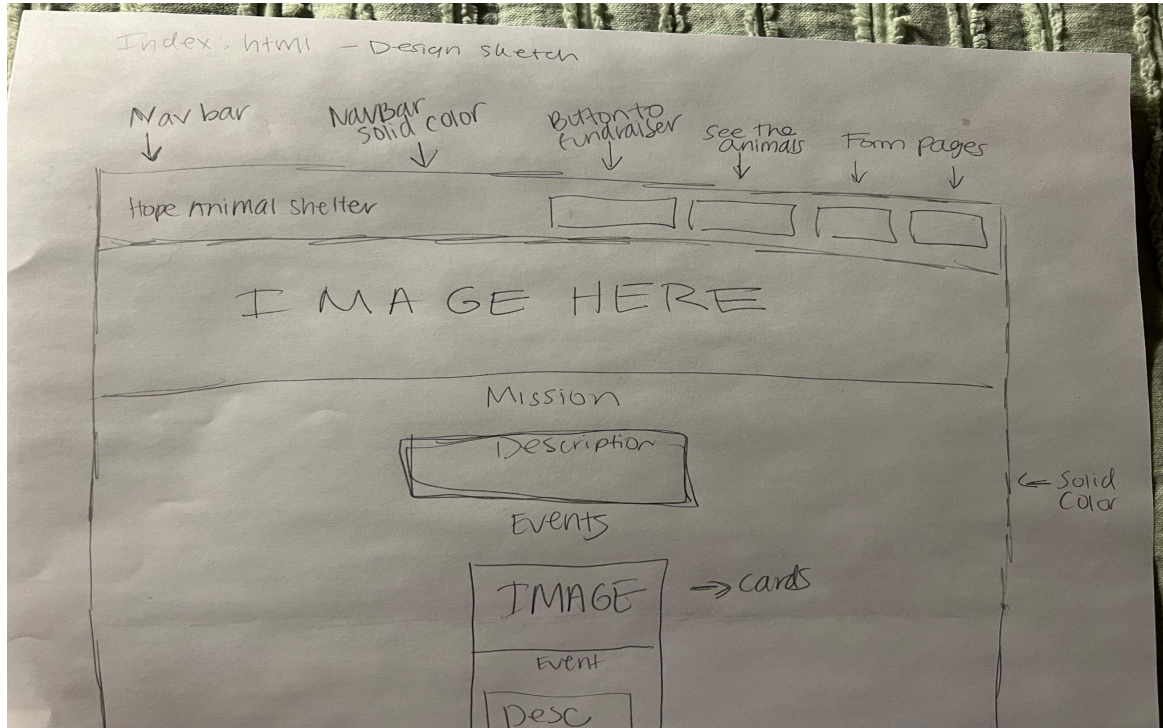 Index.html - Design sketch
Nav bar
NavBar
solid color
Button to
fundraiser
see the
animals
Form pages
Hope Animal shelter
IMAGE HERE
Mission
Description
← Solid
Color
Events
IMAGE
→ cards
Event
Desc